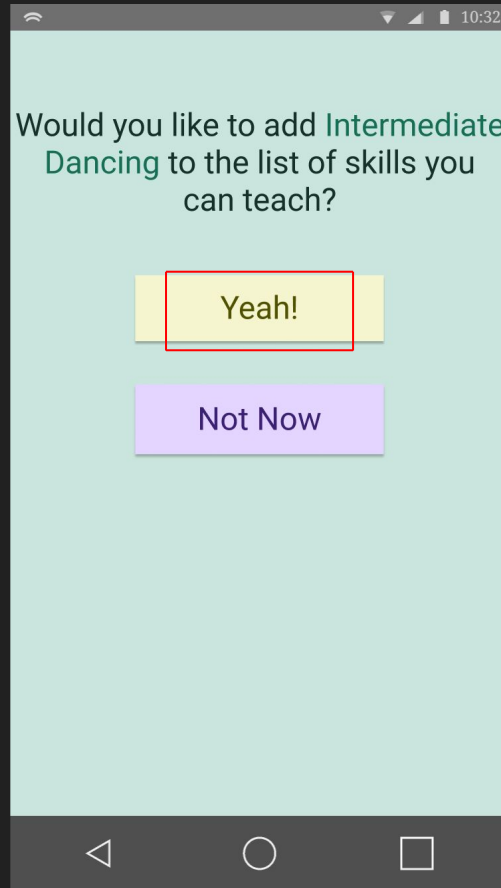 10:32
Would you like to add Intermediate
Dancing to the list of skills you
can teach?
Yeah!
Not Now